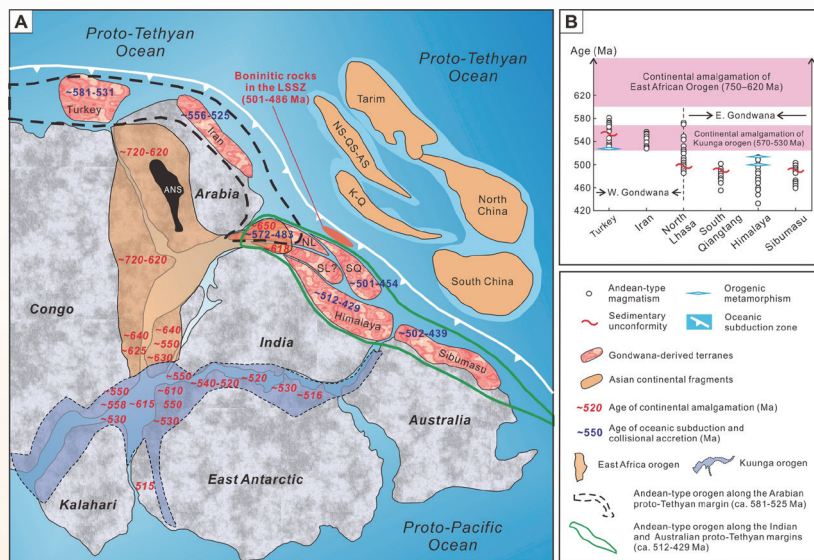 A
Proto-Tethyan
Ocean
Proto-Tethyan
Ocean
Boninitic rocks
in the LSSZ
(501-486 Ma)
~581-531
Turkey
~556-525
Iran
Tarim
NS-QS-AS
K-Q
North
China
South China
~720-620
ANS
Arabia
~650
~572-483
~618
NL
SL?
SQ
~501-454
~720-620
Congo
~512-429
Himalaya
~502-439
Sibumasu
India
~640
~625
~640
~550
~630
~550
~558
~530
~615
~550
~610
550
~530
~540-520
~520
~530
~516
Australia
515
East Antarctic
Kalahari
Proto-Pacific
Ocean
B
Age (Ma)
Continental amalgamation of
East African Orogen (750–620 Ma)
620
580
540
500
460
420
E. Gondwana
Continental amalgamation of
Kuunga orogen (570-530 Ma)
W. Gondwana
Turkey
Iran
North
Lhasa
South
Qiangtang
Himalaya
Sibumasu
Andean-type
magmatism
Orogenic
metamorphism
Sedimentary
unconformity
Oceanic
subduction zone
Gondwana-derived terranes
Asian continental fragments
~520 Age of continental amalgamation (Ma)
~550 Age of oceanic subduction and
collisional accretion (Ma)
East Africa orogen
Kuunga orogen
Andean-type orogen along the Arabian
proto-Tethyan margin (ca. 581-525 Ma)
Andean-type orogen along the Indian
and Australian proto-Tethyan margins
(ca. 512-429 Ma)